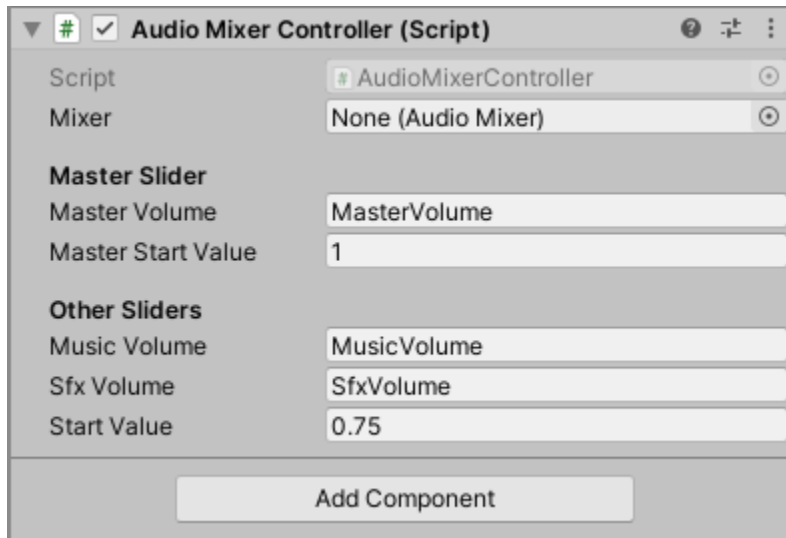 # Audio Mixer Controller (Script)
Script # AudioMixerController
Mixer None (Audio Mixer)
Master Slider
Master Volume MasterVolume
Master Start Value 1
Other Sliders
Music Volume MusicVolume
Sfx Volume SfxVolume
Start Value 0.75
Add Component